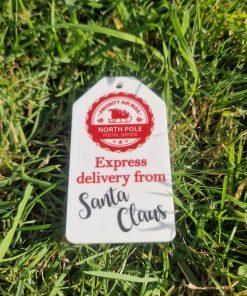 PRIORITY AIR MAIL
NORTH POLE
POSTAL SERVICE
Express
delivery from
Santa
Claus